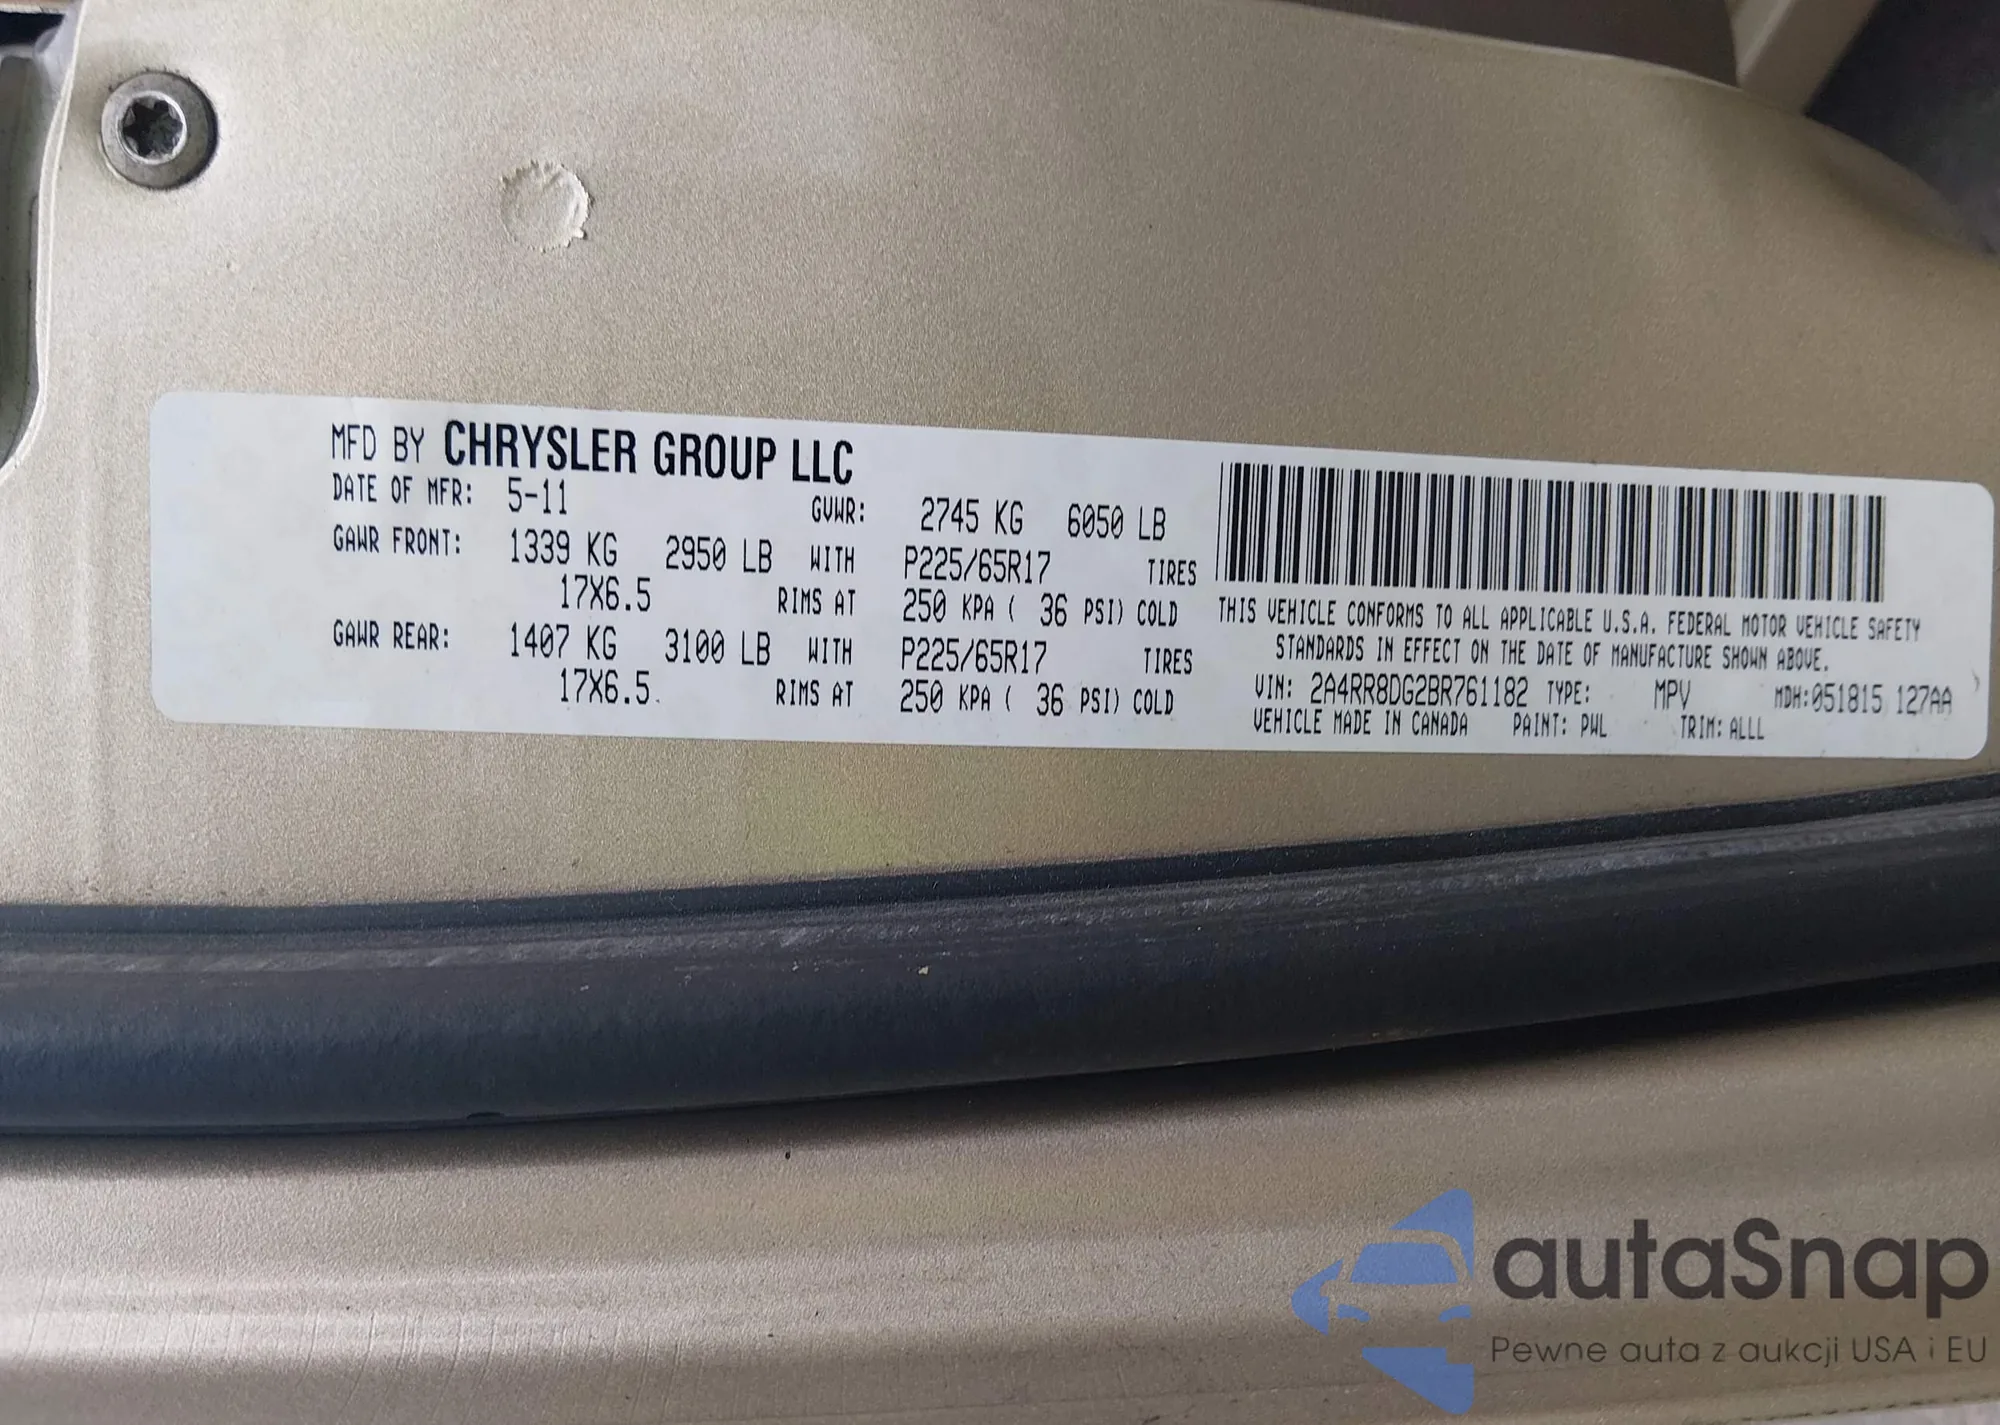 MFD BY CHRYSLER GROUP LLC
DATE OF MFR: 5-11 GVWR: 2745 KG 6050 LB
GAWR FRONT: 1339 KG 2950 LB WITH P225/65R17 TIRES
17X6.5 RIMS AT 250 KPA ( 36 PSI) COLD
GAWR REAR: 1407 KG 3100 LB WITH P225/65R17 TIRES
17X6.5 RIMS AT 250 KPA ( 36 PSI) COLD
THIS VEHICLE CONFORMS TO ALL APPLICABLE U.S.A. FEDERAL MOTOR VEHICLE SAFETY
STANDARDS IN EFFECT ON THE DATE OF MANUFACTURE SHOWN ABOVE.
VIN: 2A4RR8DG2BR761182 TYPE: MPV MDH:051815 127AA
VEHICLE MADE IN CANADA PAINT: PWL TRIM: ALLL
autaSnap
Pewne auta z aukcji USA i EU